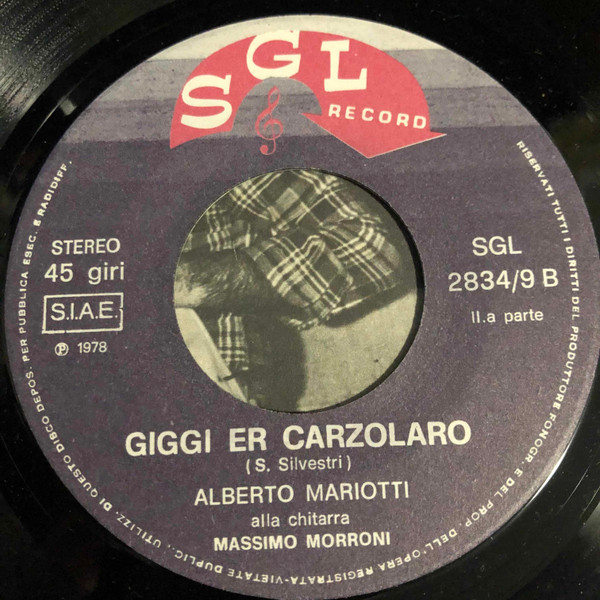 SGL
RECORD
STEREO
45 giri
S.I.A.E.
Ⓟ 1978
SGL
2834/9 B
II.a parte
GIGGI ER CARZOLARO
(S. Silvestri)
ALBERTO MARIOTTI
alla chitarra
MASSIMO MORRONI
RISERVATI TUTTI I DIRITTI DEL PRODUTTORE FONOGR. E DEL PROP. DELL'OPERA REGISTRATA-VIETATE DUPLIC., UTILIZZ. DI QUESTO DISCO DEPOS. PER PUBBLICA ESEC. E RADIDIFF.